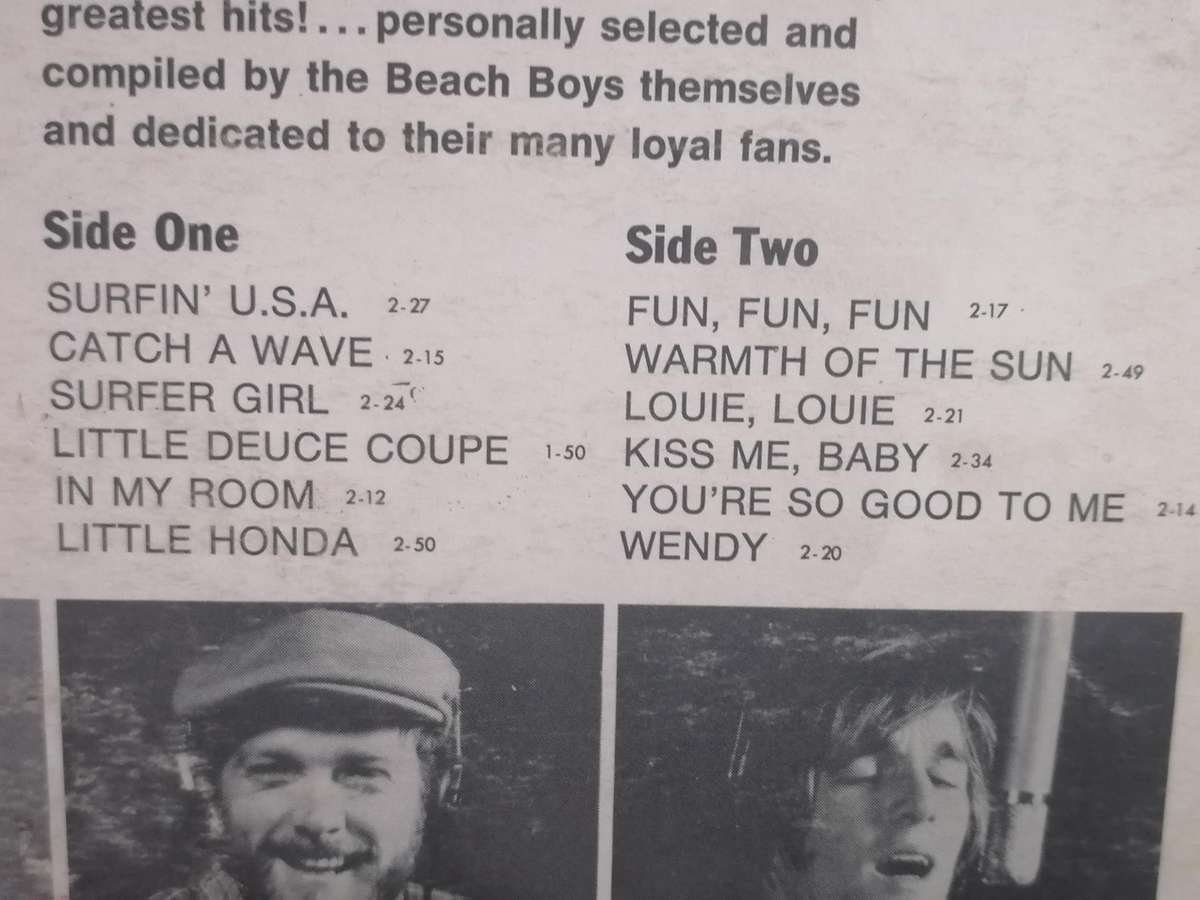 greatest hits!...personally selected and
compiled by the Beach Boys themselves
and dedicated to their many loyal fans.
Side One
SURFIN' U.S.A. 2-27
CATCH A WAVE 2-15
SURFER GIRL 2-24
LITTLE DEUCE COUPE 1-50
IN MY ROOM 2-12
LITTLE HONDA 2-50
Side Two
FUN, FUN, FUN 2-17
WARMTH OF THE SUN 2-49
LOUIE, LOUIE 2-21
KISS ME, BABY 2-34
YOU'RE SO GOOD TO ME 2-14
WENDY 2-20